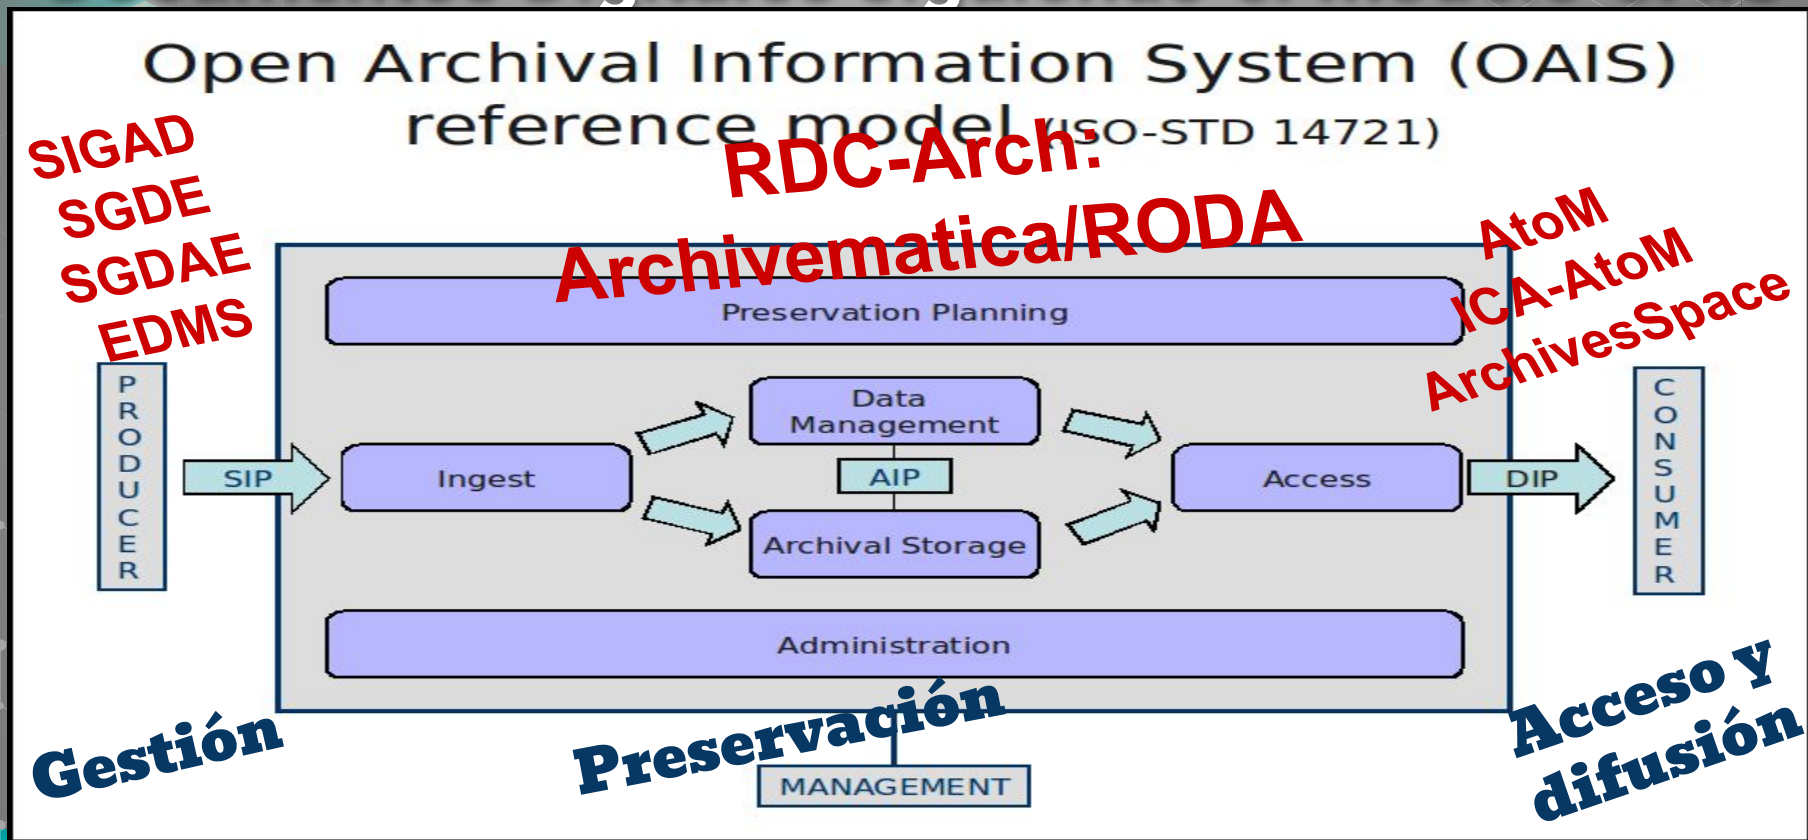 Open Archival Information System (OAIS)
reference model (ISO-STD 14721)
SIGAD
SGDE
SGDAE
EDMS
RDC-Arch:
Archivematica/RODA
AtoM
ICA-AtoM
ArchivesSpace
Preservation Planning
PRODUCER
SIP
Ingest
Data
Management
AIP
Archival Storage
Access
DIP
CONSUMER
Administration
Gestión
Preservación
Acceso y
difusión
MANAGEMENT